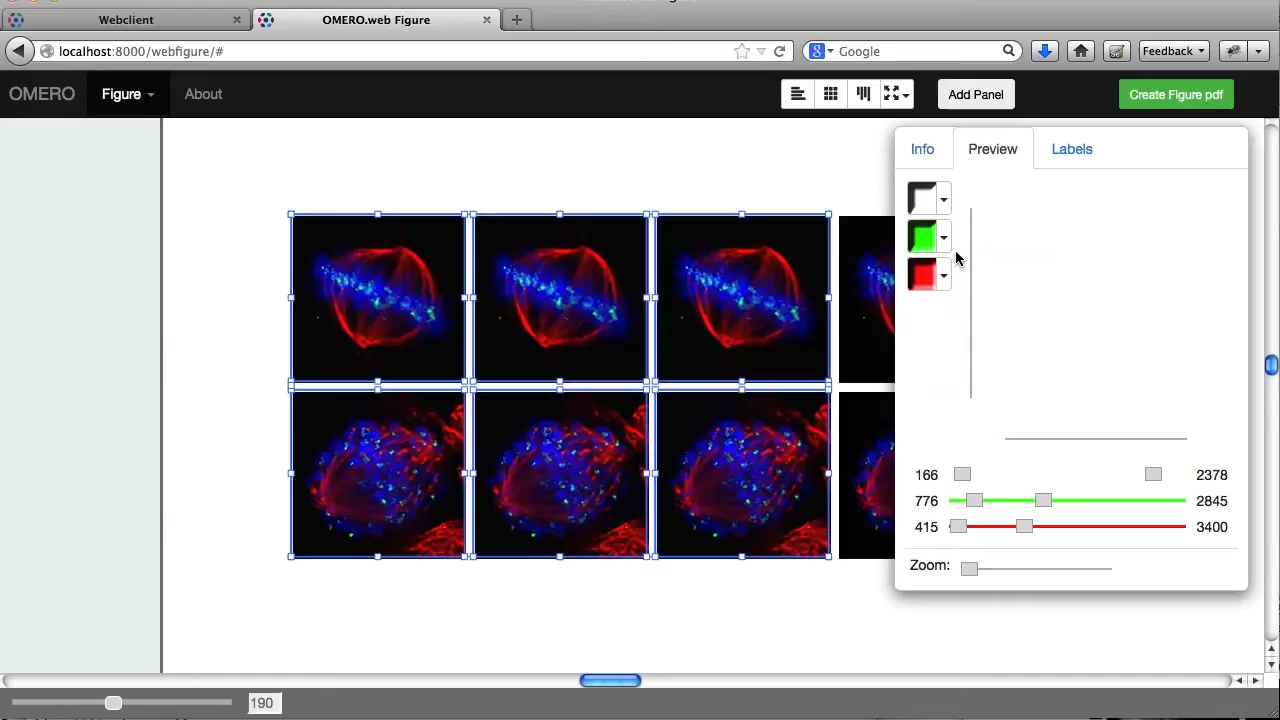 Webclient
OMERO.web Figure
localhost:8000/webfigure/#
Google
Feedback
OMERO
Figure
About
Add Panel
Create Figure pdf
Info
Preview
Labels
166
2378
776
2845
415
3400
Zoom:
190